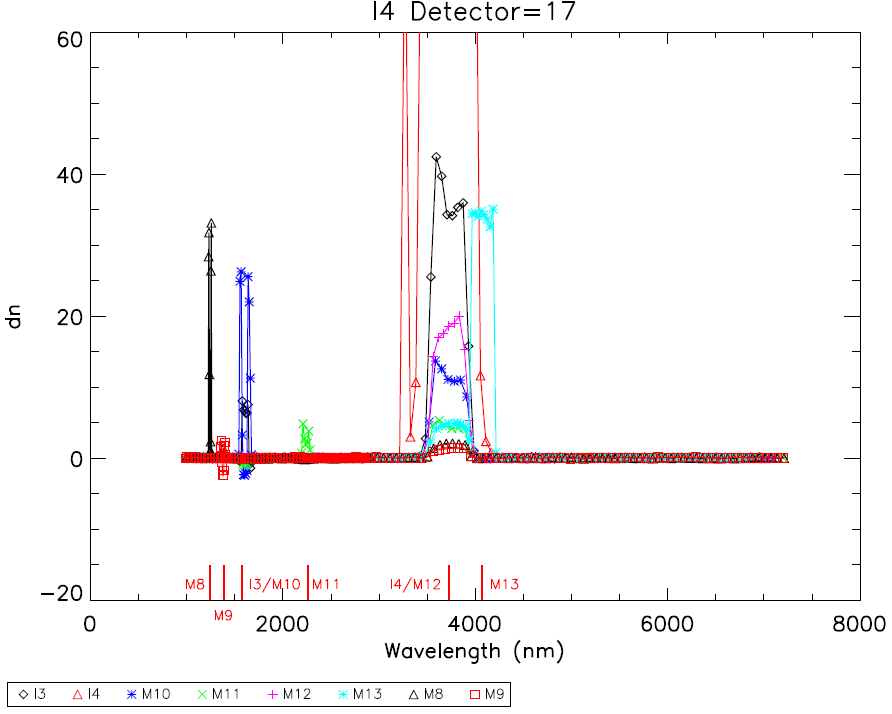 I4 Detector=17
60
40
20
0
-20
dn
M8
M9
I3/M10
M11
I4/M12
M13
0 2000 4000 6000 8000
Wavelength (nm)
I3 I4 M10 M11 M12 M13 M8 M9